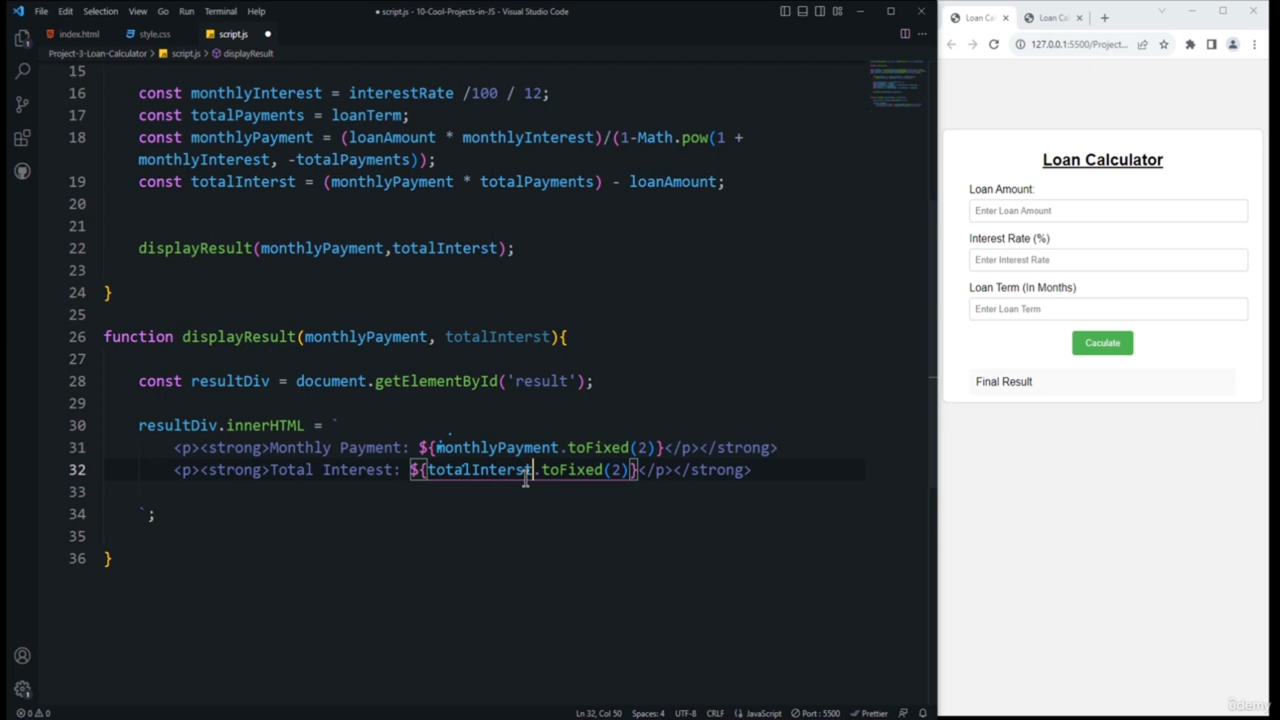 File Edit Selection View Go Run Terminal Help
● script.js - 10-Cool-Projects-in-JS - Visual Studio Code
index.html style.css script.js
Project-3-Loan-Calculator > script.js > displayResult
15
16 const monthlyInterest = interestRate /100 / 12;
17 const totalPayments = loanTerm;
18 const monthlyPayment = (loanAmount * monthlyInterest)/(1-Math.pow(1 +
monthlyInterest, -totalPayments));
19 const totalInterst = (monthlyPayment * totalPayments) - loanAmount;
20
21
22 displayResult(monthlyPayment,totalInterst);
23
24 }
25
26 function displayResult(monthlyPayment, totalInterst){
27
28 const resultDiv = document.getElementById('result');
29
30 resultDiv.innerHTML = `
31 <p><strong>Monthly Payment: ${monthlyPayment.toFixed(2)}</p></strong>
32 <p><strong>Total Interest: ${totalInterst.toFixed(2)}</p></strong>
33
34 `;
35
36 }
0 0
Ln 32, Col 50 Spaces: 4 UTF-8 CRLF JavaScript Port : 5500 Prettier
Loan Cal Loan Cal
127.0.0.1:5500/Project...
Loan Calculator
Loan Amount:
Enter Loan Amount
Interest Rate (%)
Enter Interest Rate
Loan Term (In Months)
Enter Loan Term
Caculate
Final Result
ûdemy